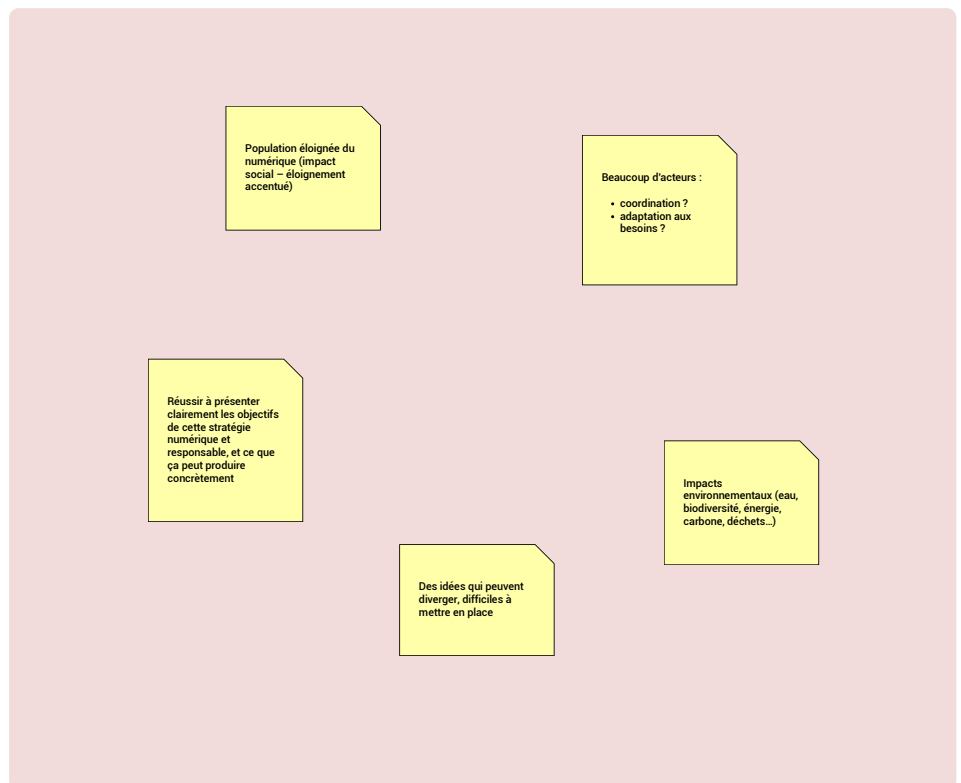 Population éloignée du
numérique (impact
social – éloignement
accentué)
Beaucoup d'acteurs :
• coordination ?
• adaptation aux
besoins ?
Réussir à présenter
clairement les objectifs
de cette stratégie
numérique et
responsable, et ce que
ça peut produire
concrètement
Impacts
environnementaux (eau,
biodiversité, énergie,
carbone, déchets...)
Des idées qui peuvent
diverger, difficiles à
mettre en place